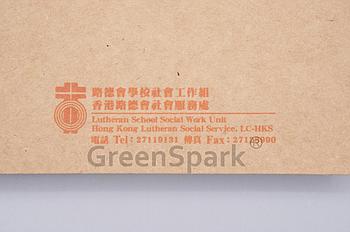 路德會學校社會工作組
香港路德會社會服務處
Lutheran School Social Work Unit
Hong Kong Lutheran Social Service, LC-HKS
電話 Tel: 27119131 傳真 Fax:
GreenSpark
®